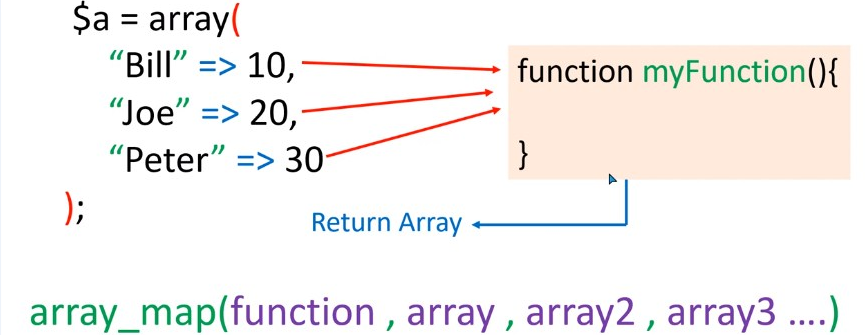 $a = array(
“Bill” => 10,
“Joe” => 20,
“Peter” => 30
);
function myFunction(){
}
Return Array
array_map(function , array , array2 , array3 ....)